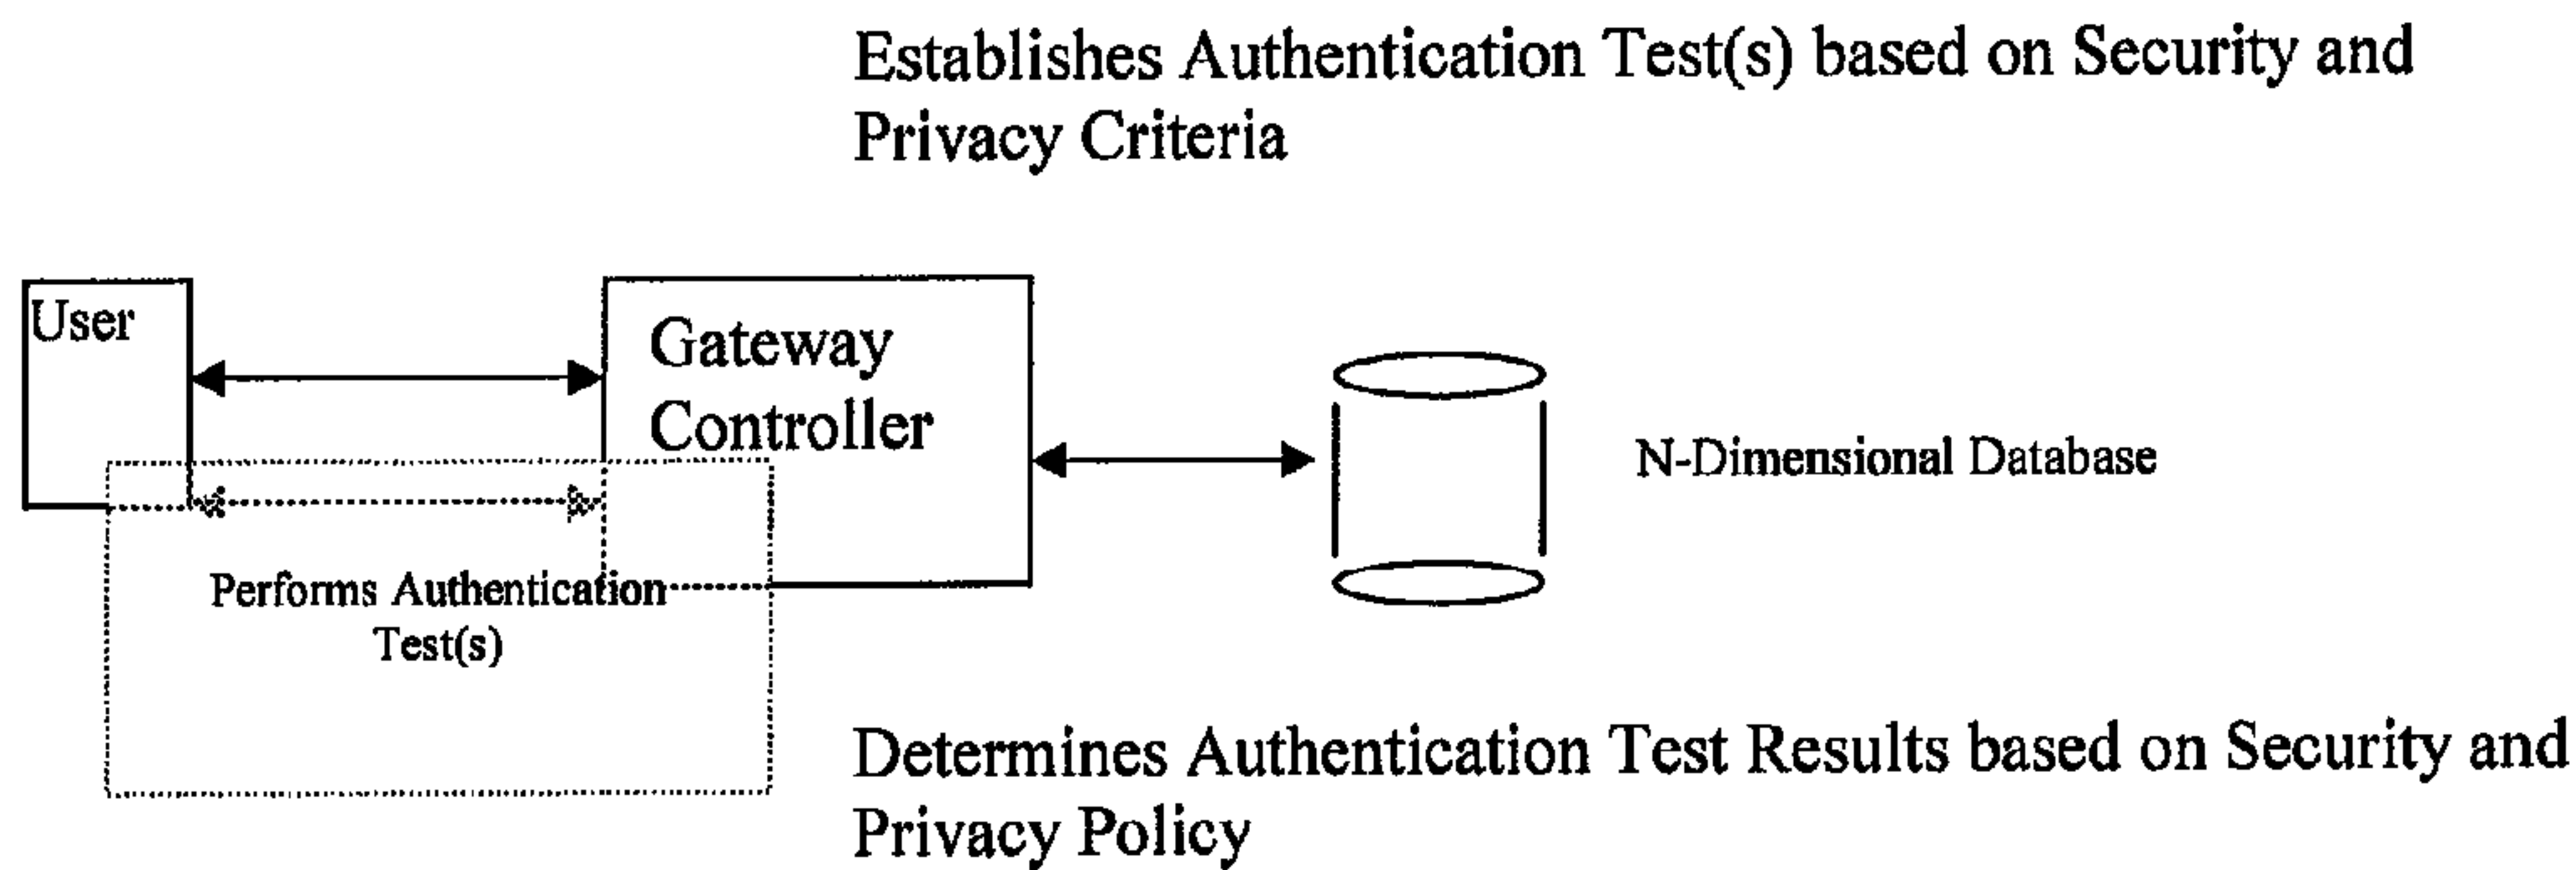 Establishes Authentication Test(s) based on Security and
Privacy Criteria
User
Gateway
Controller
N-Dimensional Database
Performs Authentication
Test(s)
Determines Authentication Test Results based on Security and
Privacy Policy